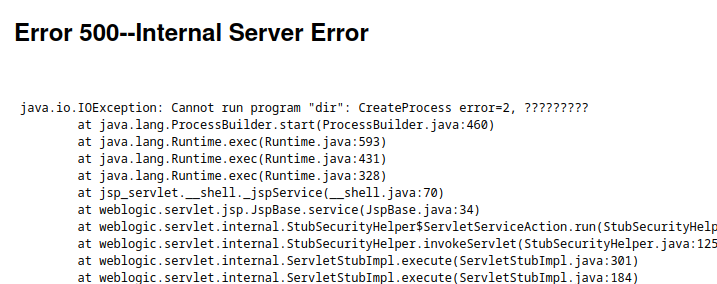 Error 500--Internal Server Error
java.io.IOException: Cannot run program "dir": CreateProcess error=2, ?????????
at java.lang.ProcessBuilder.start(ProcessBuilder.java:460)
at java.lang.Runtime.exec(Runtime.java:593)
at java.lang.Runtime.exec(Runtime.java:431)
at java.lang.Runtime.exec(Runtime.java:328)
at jsp_servlet.__shell._jspService(__shell.java:70)
at weblogic.servlet.jsp.JspBase.service(JspBase.java:34)
at weblogic.servlet.internal.StubSecurityHelper$ServletServiceAction.run(StubSecurityHelp
at weblogic.servlet.internal.StubSecurityHelper.invokeServlet(StubSecurityHelper.java:125
at weblogic.servlet.internal.ServletStubImpl.execute(ServletStubImpl.java:301)
at weblogic.servlet.internal.ServletStubImpl.execute(ServletStubImpl.java:184)